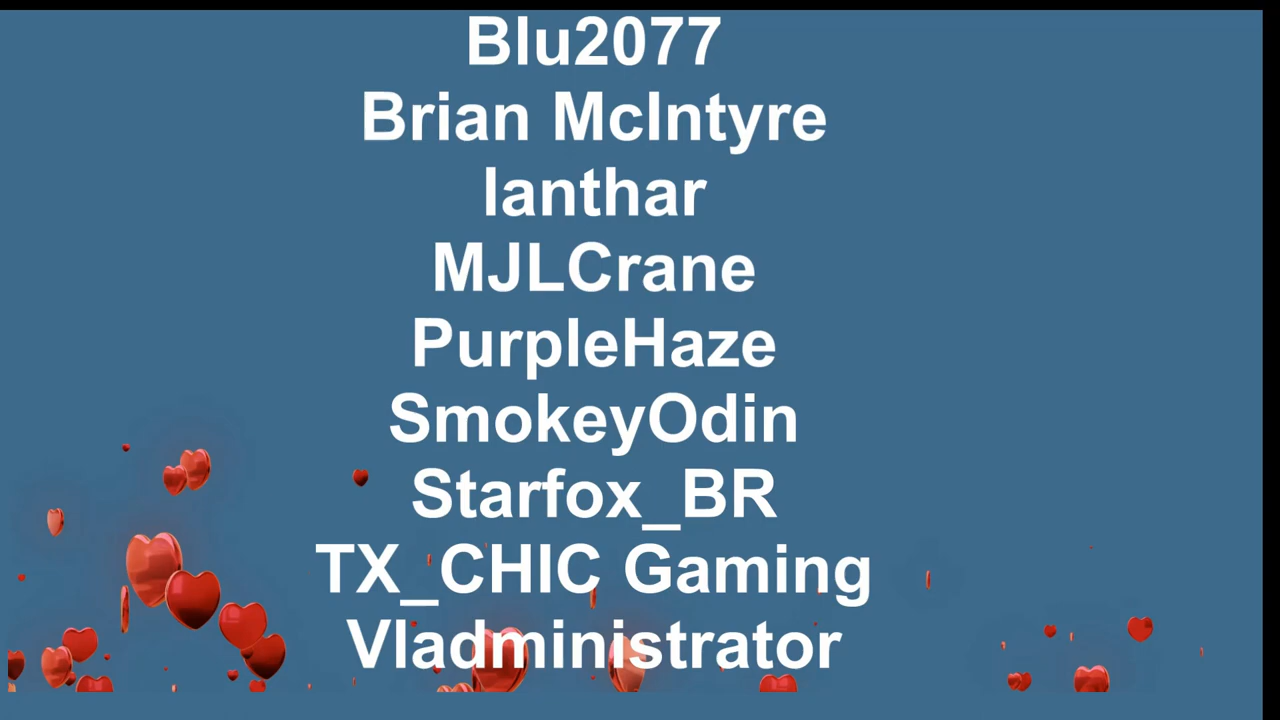 Blu2077
Brian McIntyre
Ianthar
MJLCrane
PurpleHaze
SmokeyOdin
Starfox_BR
TX_CHIC Gaming
Vladministrator